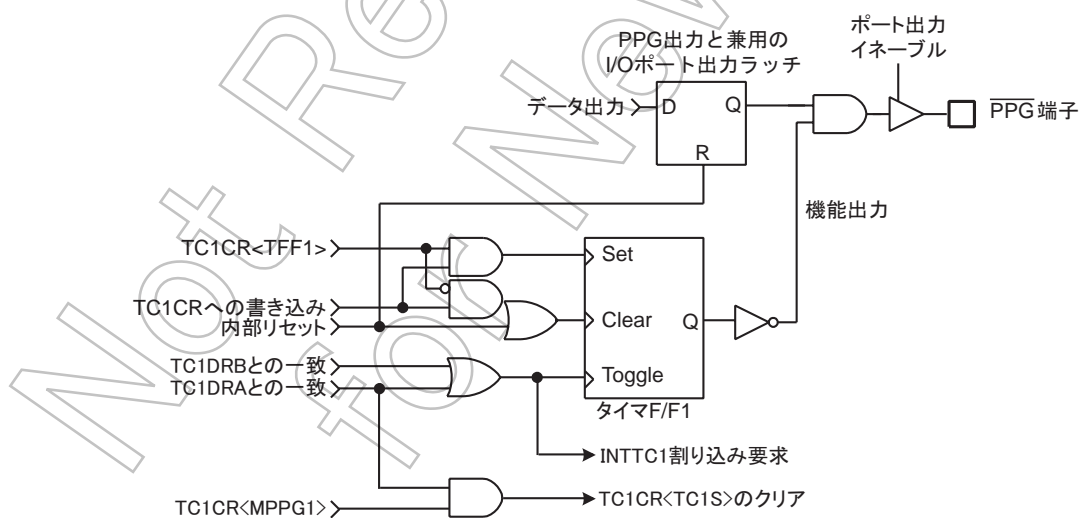 ポート出力
イネーブル
PPG出力と兼用の
I/Oポート出力ラッチ
データ出力
D
Q
R
PPG端子
機能出力
TC1CR<TFF1>
TC1CRへの書き込み
内部リセット
Set
Clear
Q
Toggle
TC1DRBとの一致
TC1DRAとの一致
タイマF/F1
INTTC1割り込み要求
TC1CR<TC1S>のクリア
TC1CR<MPPG1>
Not Re
for Ne